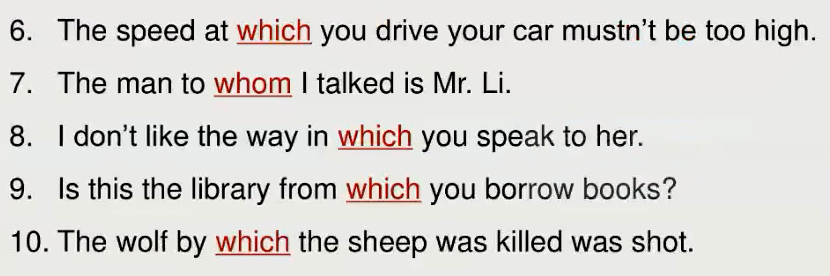 6. The speed at which you drive your car mustn't be too high.
7. The man to whom I talked is Mr. Li.
8. I don't like the way in which you speak to her.
9. Is this the library from which you borrow books?
10. The wolf by which the sheep was killed was shot.